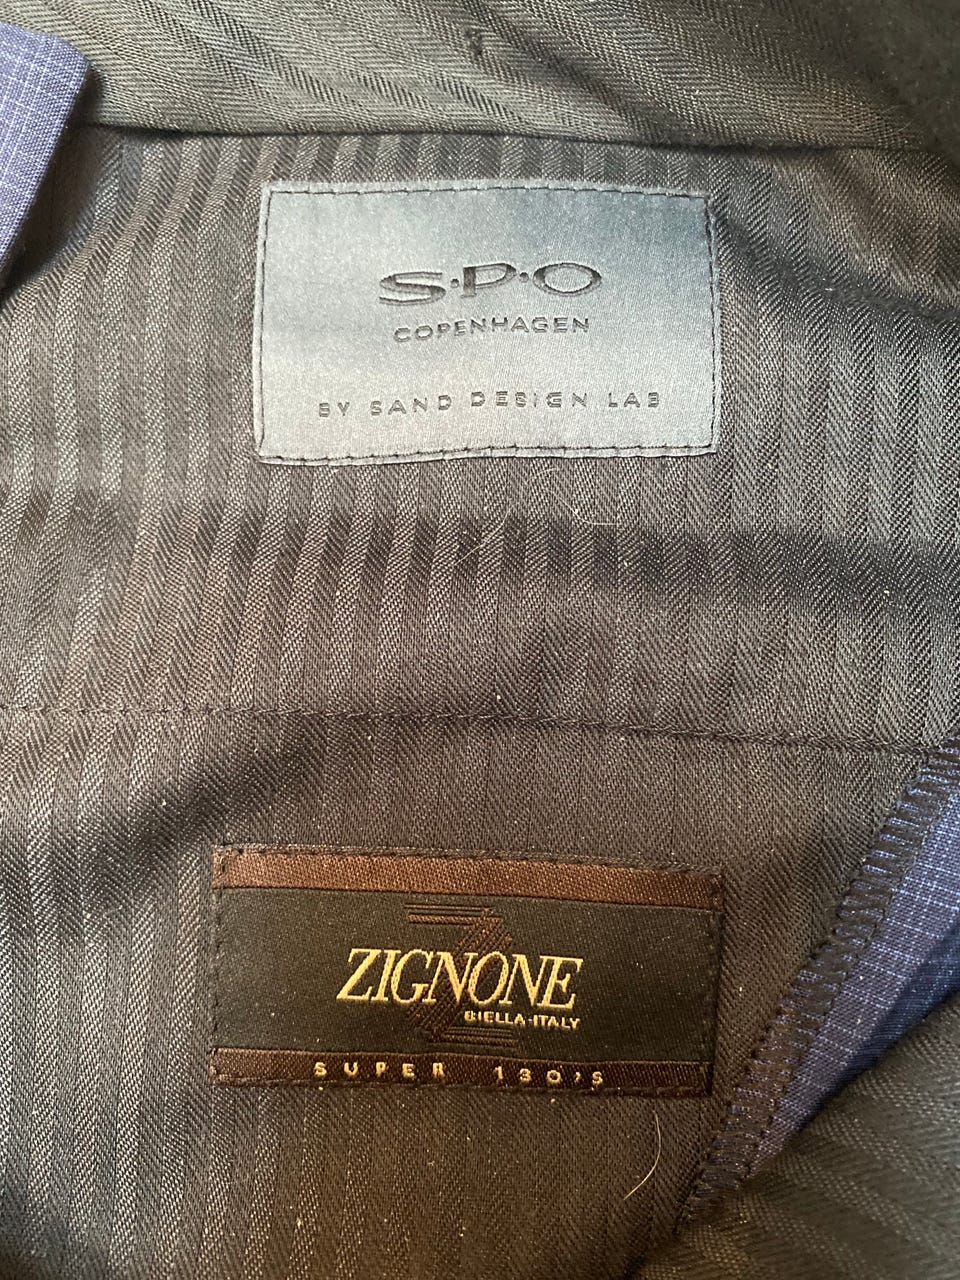 S·P·O
COPENHAGEN
BY SAND DESIGN LAB
ZIGNONE
BIELLA-ITALY
SUPER 130'S